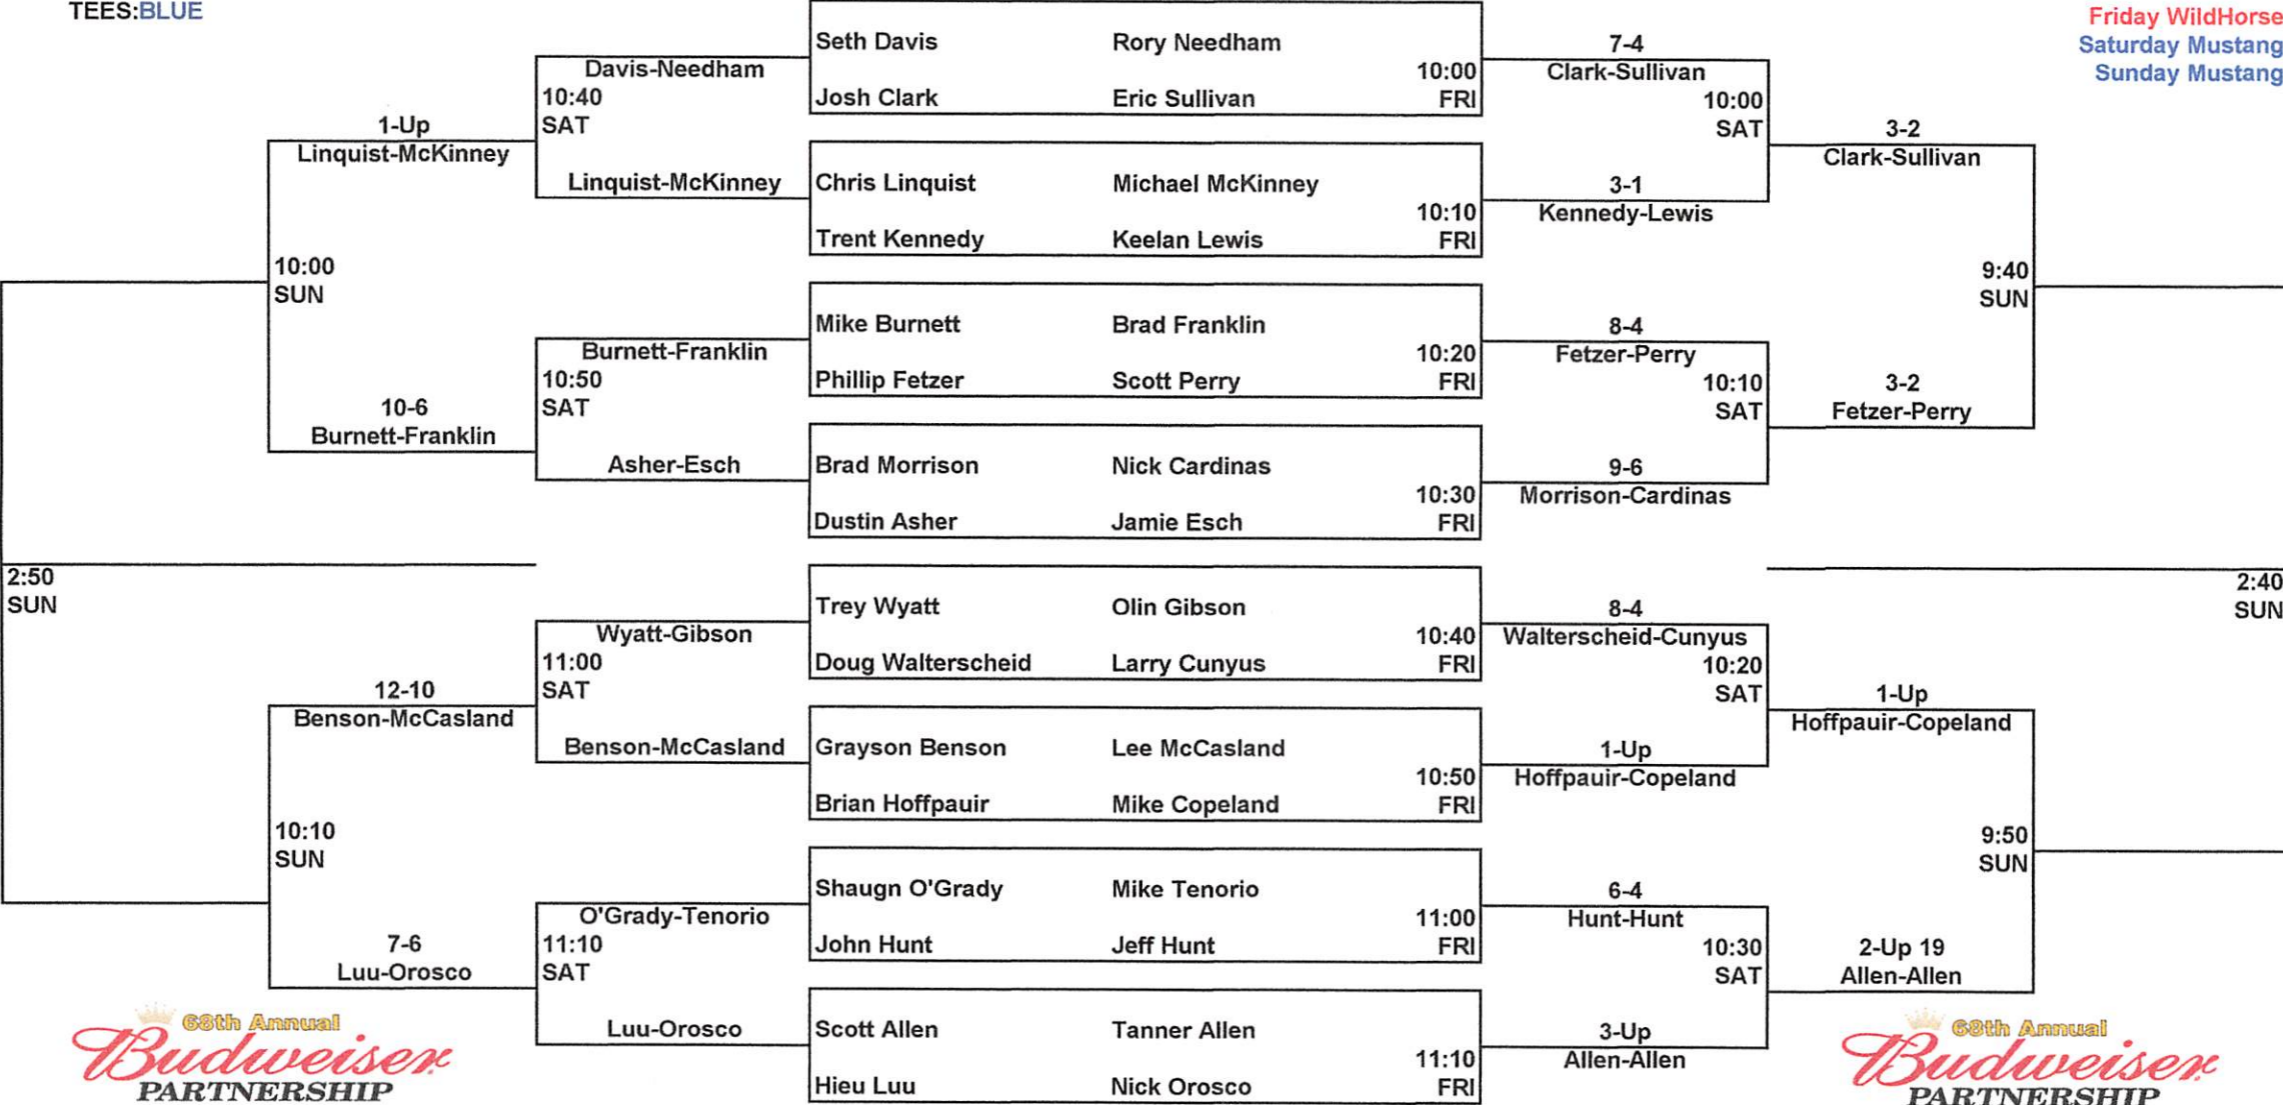 TEES:BLUE
Friday WildHorse
Saturday Mustang
Sunday Mustang
1-Up
Linquist-McKinney
10:00
SUN
10-6
Burnett-Franklin
2:50
SUN
12-10
Benson-McCasland
10:10
SUN
7-6
Luu-Orosco
Davis-Needham
10:40
SAT
Linquist-McKinney
Burnett-Franklin
10:50
SAT
Asher-Esch
Wyatt-Gibson
11:00
SAT
Benson-McCasland
O'Grady-Tenorio
11:10
SAT
Luu-Orosco
Seth Davis Rory Needham
10:00
Josh Clark Eric Sullivan FRI
Chris Linquist Michael McKinney
10:10
Trent Kennedy Keelan Lewis FRI
Mike Burnett Brad Franklin
10:20
Phillip Fetzer Scott Perry FRI
Brad Morrison Nick Cardinas
10:30
Dustin Asher Jamie Esch FRI
Trey Wyatt Olin Gibson
10:40
Doug Walterscheid Larry Cunyus FRI
Grayson Benson Lee McCasland
10:50
Brian Hoffpauir Mike Copeland FRI
Shaugn O'Grady Mike Tenorio
11:00
John Hunt Jeff Hunt FRI
Scott Allen Tanner Allen
11:10
Hieu Luu Nick Orosco FRI
7-4
Clark-Sullivan
10:00
SAT
3-1
Kennedy-Lewis
8-4
Fetzer-Perry
10:10
SAT
9-6
Morrison-Cardinas
8-4
Walterscheid-Cunyus
10:20
SAT
1-Up
Hoffpauir-Copeland
6-4
Hunt-Hunt
10:30
SAT
3-Up
Allen-Allen
3-2
Clark-Sullivan
9:40
SUN
3-2
Fetzer-Perry
2:40
SUN
1-Up
Hoffpauir-Copeland
9:50
SUN
2-Up 19
Allen-Allen
68th Annual
Budweiser
PARTNERSHIP
68th Annual
Budweiser
PARTNERSHIP